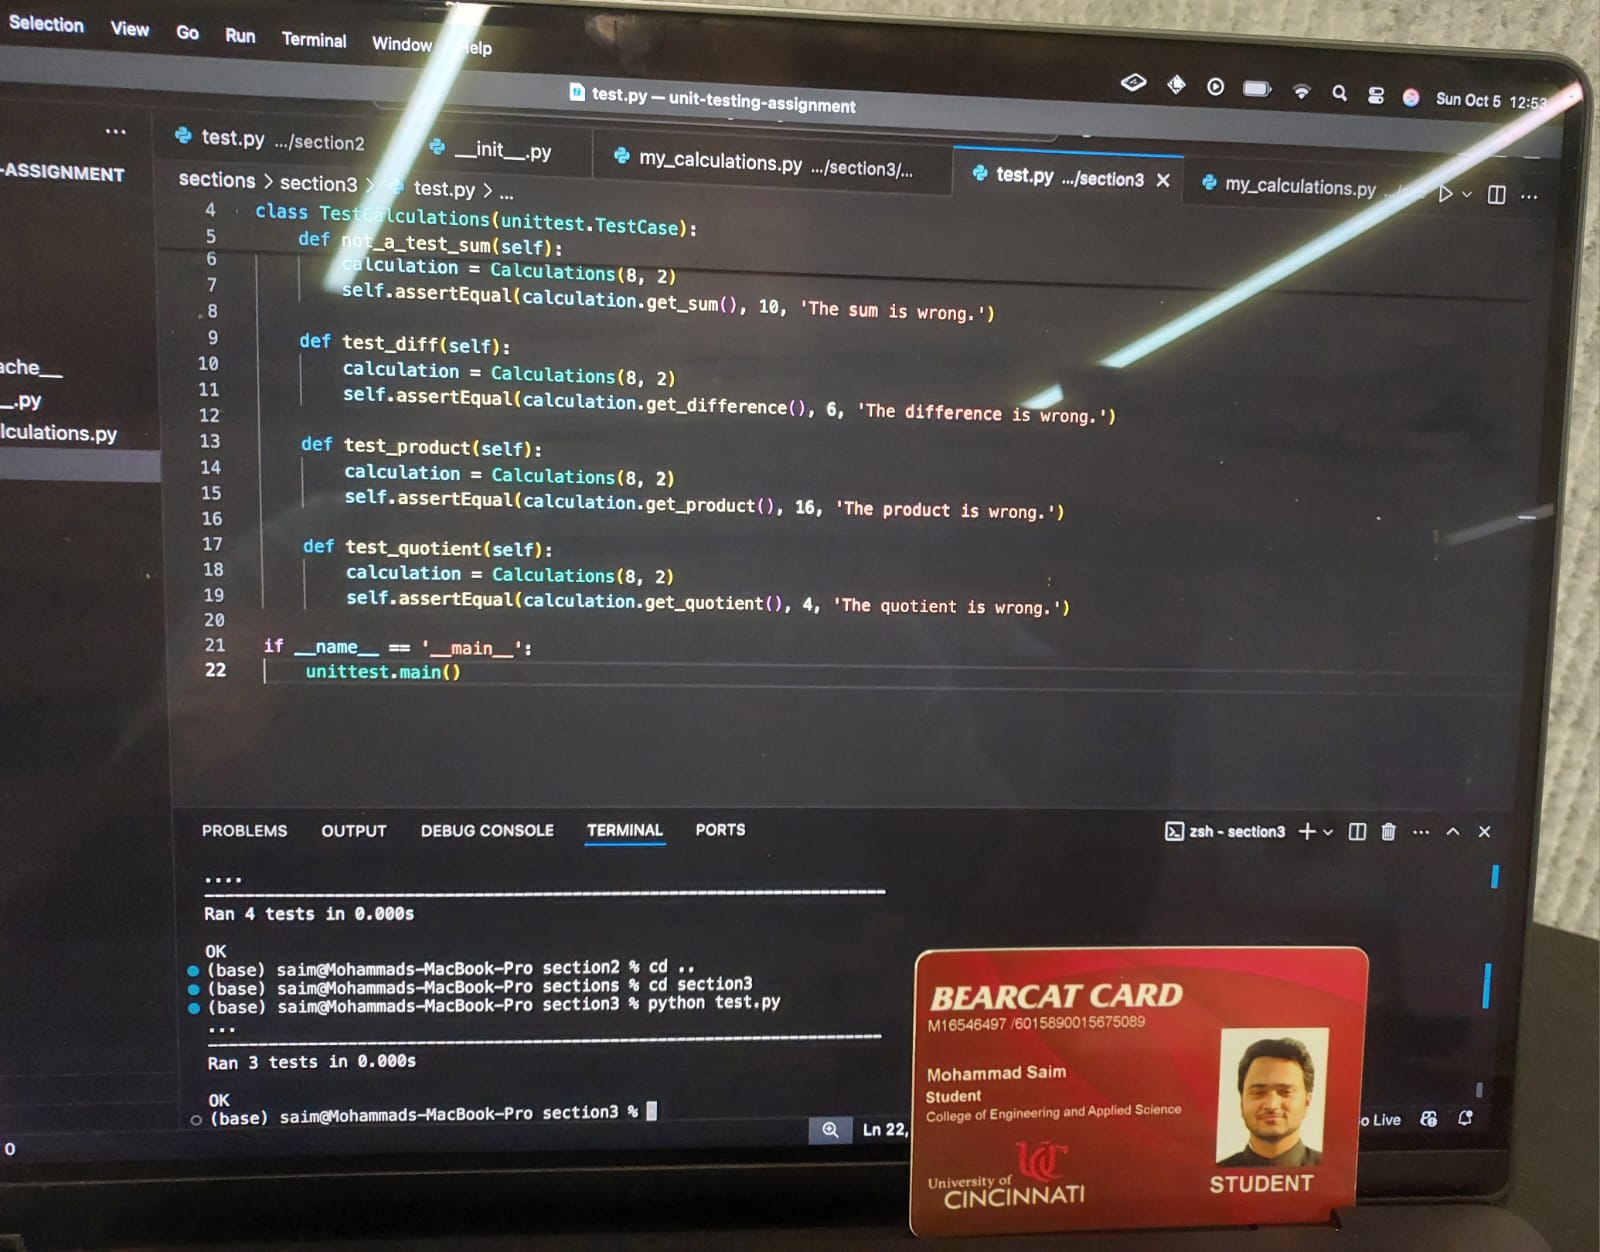 Selection View Go Run Terminal Window Help
Sun Oct 5 12:53
test.py — unit-testing-assignment
test.py .../section2 __init__.py my_calculations.py .../section3/... test.py .../section3 my_calculations.py
-ASSIGNMENT
sections > section3 > test.py > ...
ache__
__.py
lculations.py
4 class TestCalculations(unittest.TestCase):
5 def not_a_test_sum(self):
6 calculation = Calculations(8, 2)
7 self.assertEqual(calculation.get_sum(), 10, 'The sum is wrong.')
8
9 def test_diff(self):
10 calculation = Calculations(8, 2)
11 self.assertEqual(calculation.get_difference(), 6, 'The difference is wrong.')
12
13 def test_product(self):
14 calculation = Calculations(8, 2)
15 self.assertEqual(calculation.get_product(), 16, 'The product is wrong.')
16
17 def test_quotient(self):
18 calculation = Calculations(8, 2)
19 self.assertEqual(calculation.get_quotient(), 4, 'The quotient is wrong.')
20
21 if __name__ == '__main__':
22 unittest.main()
PROBLEMS OUTPUT DEBUG CONSOLE TERMINAL PORTS
zsh - section3
....
Ran 4 tests in 0.000s
OK
(base) saim@Mohammads-MacBook-Pro section2 % cd ..
(base) saim@Mohammads-MacBook-Pro sections % cd section3
(base) saim@Mohammads-MacBook-Pro section3 % python test.py
...
Ran 3 tests in 0.000s
OK
(base) saim@Mohammads-MacBook-Pro section3 %
0
Ln 22,
o Live
BEARCAT CARD
M16546497 /6015890015675089
Mohammad Saim
Student
College of Engineering and Applied Science
UC
University of
CINCINNATI
STUDENT